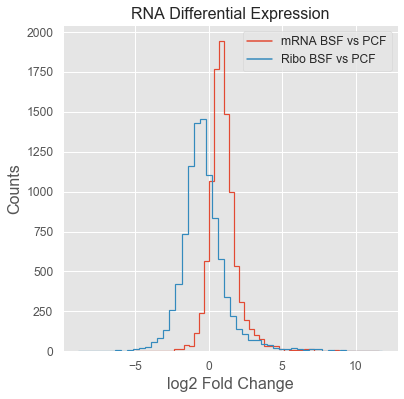 RNA Differential Expression
mRNA BSF vs PCF
Ribo BSF vs PCF
Counts
2000
1750
1500
1250
1000
750
500
250
0
−5
0
5
10
log2 Fold Change